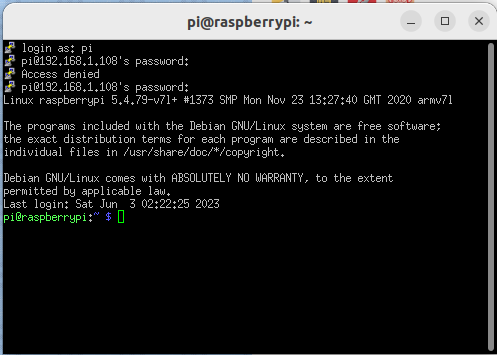 pi@raspberrypi: ~
login as: pi
pi@192.168.1.108's password:
Access denied
pi@192.168.1.108's password:
Linux raspberrypi 5.4.79-v7l+ #1373 SMP Mon Nov 23 13:27:40 GMT 2020 armv7l

The programs included with the Debian GNU/Linux system are free software;
the exact distribution terms for each program are described in the
individual files in /usr/share/doc/*/copyright.

Debian GNU/Linux comes with ABSOLUTELY NO WARRANTY, to the extent
permitted by applicable law.
Last login: Sat Jun  3 02:22:25 2023
pi@raspberrypi:~ $